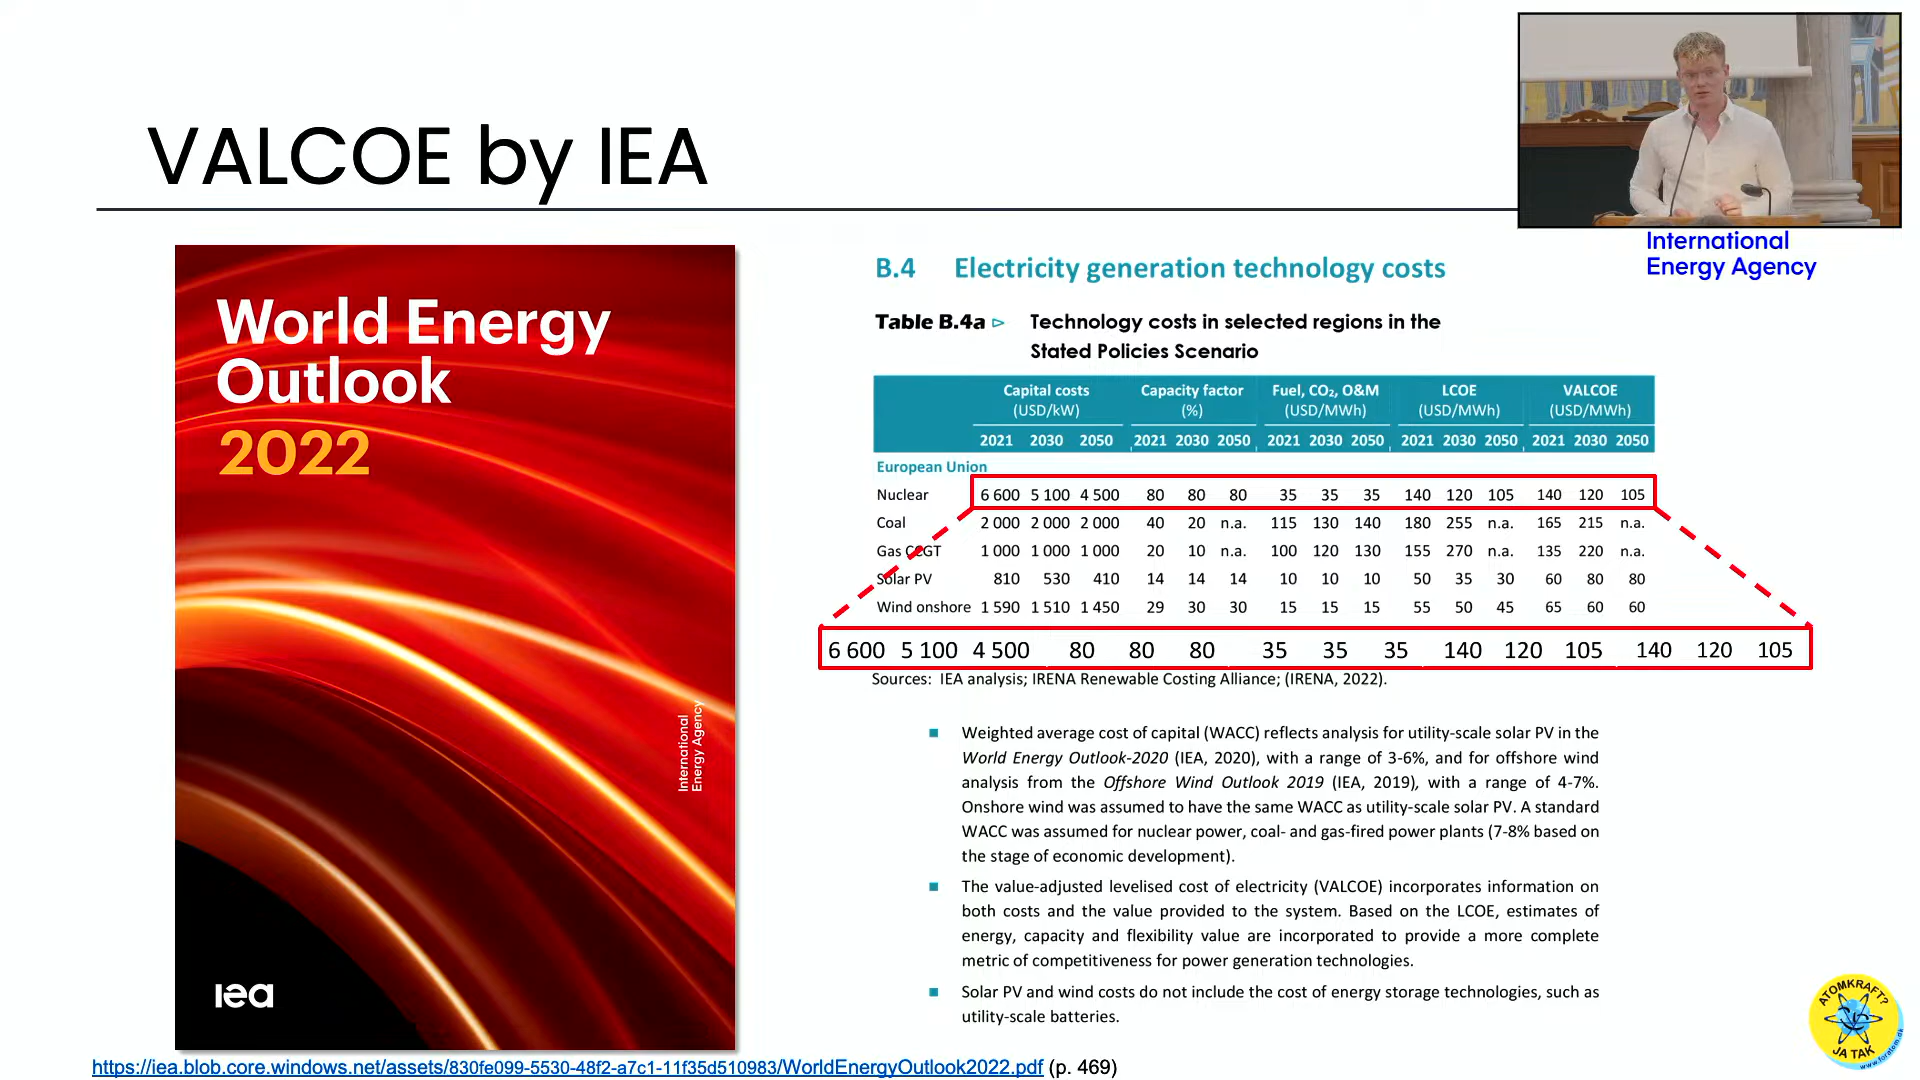 VALCOE by IEA
International
Energy Agency
World Energy
Outlook
2022
International
Energy Agency
iea
B.4 Electricity generation technology costs
Table B.4a ▷ Technology costs in selected regions in the
Stated Policies Scenario
Capital costs Capacity factor Fuel, CO₂, O&M LCOE VALCOE
(USD/kW) (%) (USD/MWh) (USD/MWh) (USD/MWh)
2021 2030 2050 2021 2030 2050 2021 2030 2050 2021 2030 2050 2021 2030 2050
European Union
Nuclear 6 600 5 100 4 500 80 80 80 35 35 35 140 120 105 140 120 105
Coal 2 000 2 000 2 000 40 20 n.a. 115 130 140 180 255 n.a. 165 215 n.a.
Gas CCGT 1 000 1 000 1 000 20 10 n.a. 100 120 130 155 270 n.a. 135 220 n.a.
Solar PV 810 530 410 14 14 14 10 10 10 50 35 30 60 80 80
Wind onshore 1 590 1 510 1 450 29 30 30 15 15 15 55 50 45 65 60 60
6 600 5 100 4 500 80 80 80 35 35 35 140 120 105 140 120 105
Sources: IEA analysis; IRENA Renewable Costing Alliance; (IRENA, 2022).
■ Weighted average cost of capital (WACC) reflects analysis for utility-scale solar PV in the
World Energy Outlook-2020 (IEA, 2020), with a range of 3-6%, and for offshore wind
analysis from the Offshore Wind Outlook 2019 (IEA, 2019), with a range of 4-7%.
Onshore wind was assumed to have the same WACC as utility-scale solar PV. A standard
WACC was assumed for nuclear power, coal- and gas-fired power plants (7-8% based on
the stage of economic development).
■ The value-adjusted levelised cost of electricity (VALCOE) incorporates information on
both costs and the value provided to the system. Based on the LCOE, estimates of
energy, capacity and flexibility value are incorporated to provide a more complete
metric of competitiveness for power generation technologies.
■ Solar PV and wind costs do not include the cost of energy storage technologies, such as
utility-scale batteries.
https://iea.blob.core.windows.net/assets/830fe099-5530-48f2-a7c1-11f35d510983/WorldEnergyOutlook2022.pdf (p. 469)
ATOMKRAFT?
JA TAK